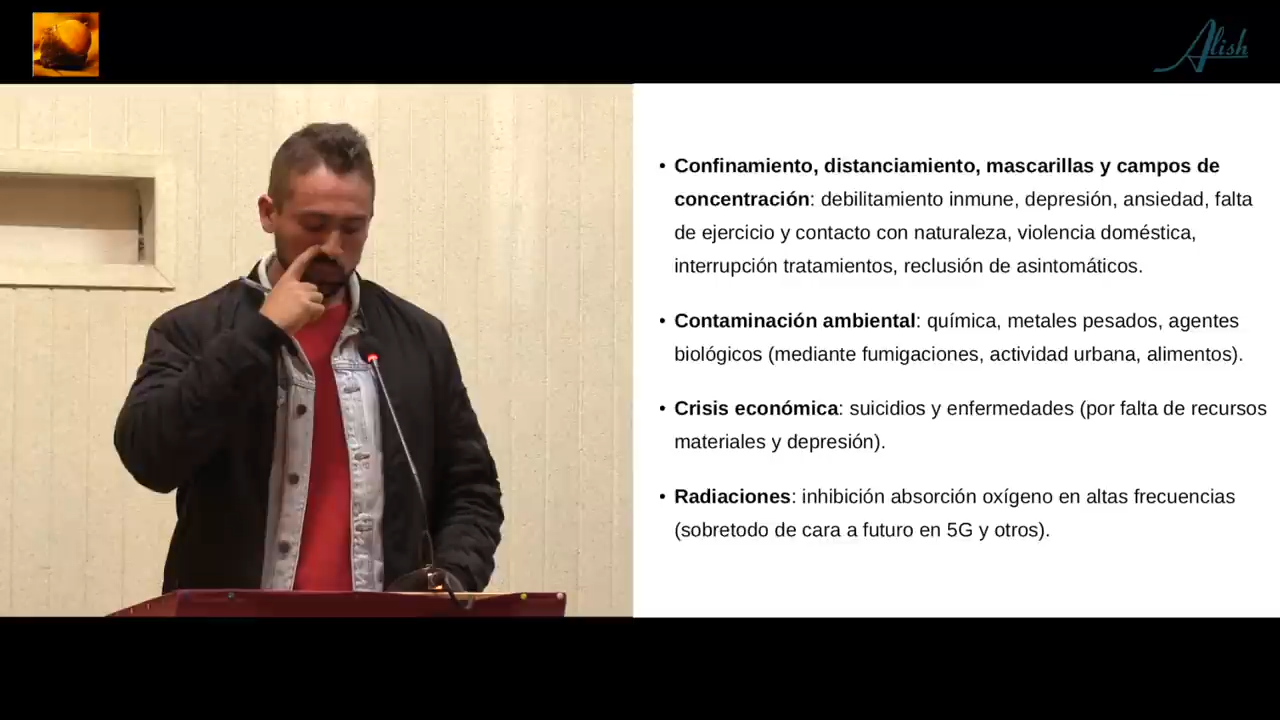 Alish
• Confinamiento, distanciamiento, mascarillas y campos de
concentración: debilitamiento inmune, depresión, ansiedad, falta
de ejercicio y contacto con naturaleza, violencia doméstica,
interrupción tratamientos, reclusión de asintomáticos.
• Contaminación ambiental: química, metales pesados, agentes
biológicos (mediante fumigaciones, actividad urbana, alimentos).
• Crisis económica: suicidios y enfermedades (por falta de recursos
materiales y depresión).
• Radiaciones: inhibición absorción oxígeno en altas frecuencias
(sobretodo de cara a futuro en 5G y otros).